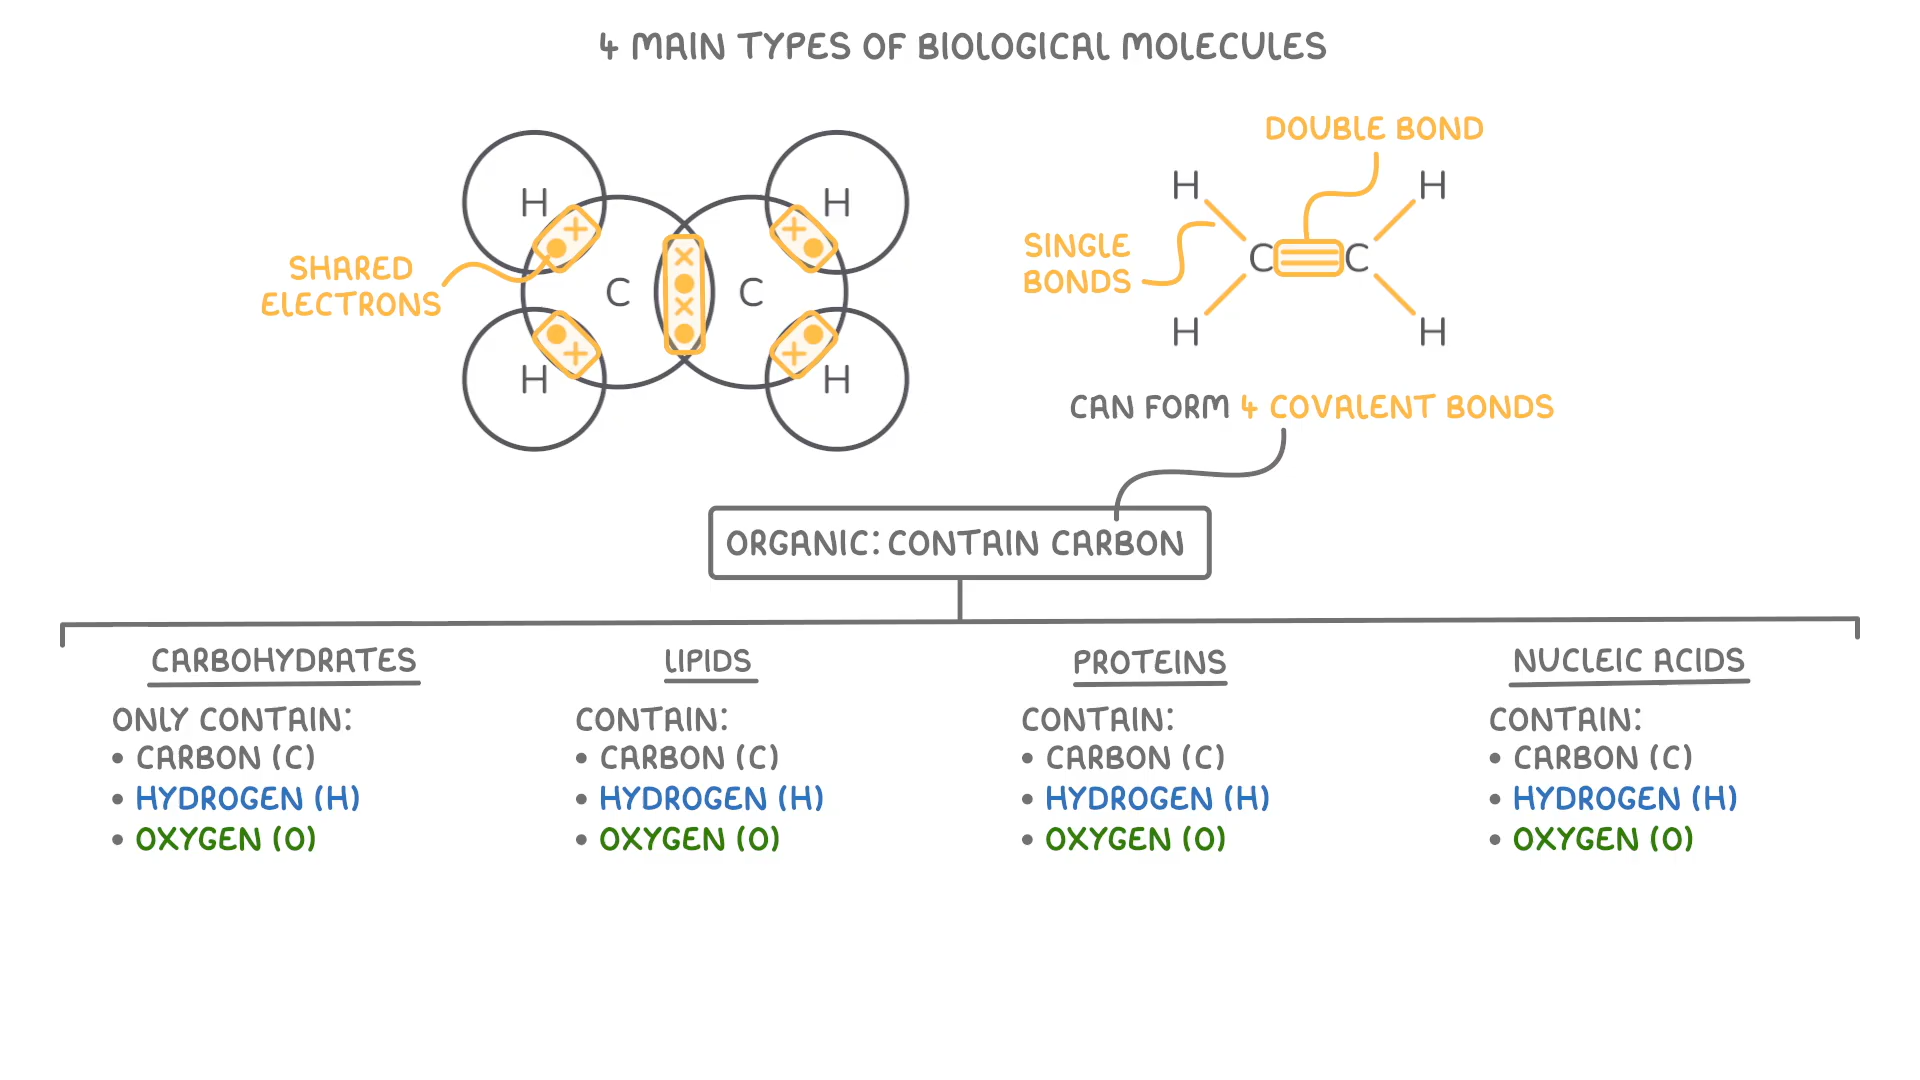 4 MAIN TYPES OF BIOLOGICAL MOLECULES
H
H
SHARED
ELECTRONS
C
C
H
H
DOUBLE BOND
H
H
SINGLE
BONDS
C
C
H
H
CAN FORM 4 COVALENT BONDS
ORGANIC: CONTAIN CARBON
CARBOHYDRATES
ONLY CONTAIN:
• CARBON (C)
• HYDROGEN (H)
• OXYGEN (O)
LIPIDS
CONTAIN:
• CARBON (C)
• HYDROGEN (H)
• OXYGEN (O)
PROTEINS
CONTAIN:
• CARBON (C)
• HYDROGEN (H)
• OXYGEN (O)
NUCLEIC ACIDS
CONTAIN:
• CARBON (C)
• HYDROGEN (H)
• OXYGEN (O)